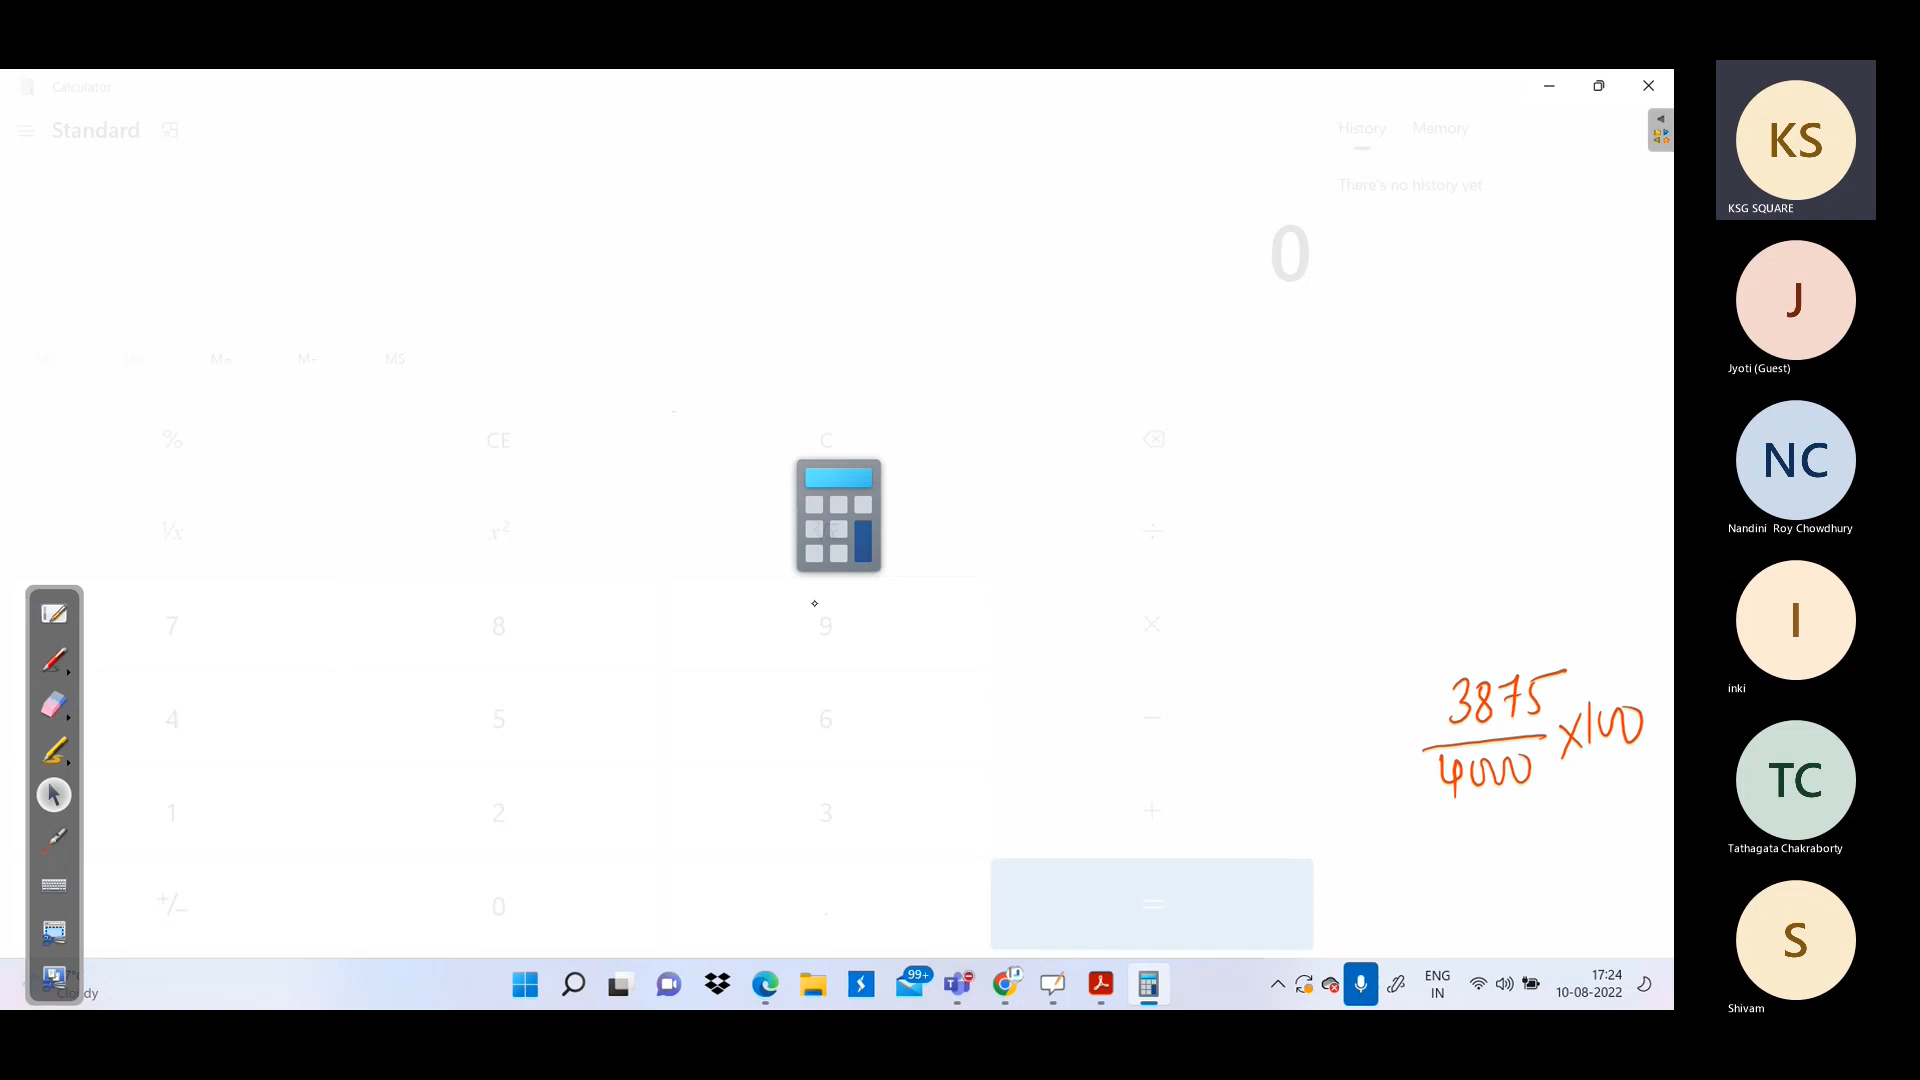 Calculator
Standard
History Memory
There's no history yet
0
M+ M- MS
% CE C
¹/x x²  ÷
7 8 9 ×
4 5 6 −
1 2 3 +
+/− 0 . =
3875
4000 ×100
Cloudy
99+
ENG
IN
17:24
10-08-2022
KS
KSG SQUARE
J
Jyoti (Guest)
NC
Nandini Roy Chowdhury
I
inki
TC
Tathagata Chakraborty
S
Shivam